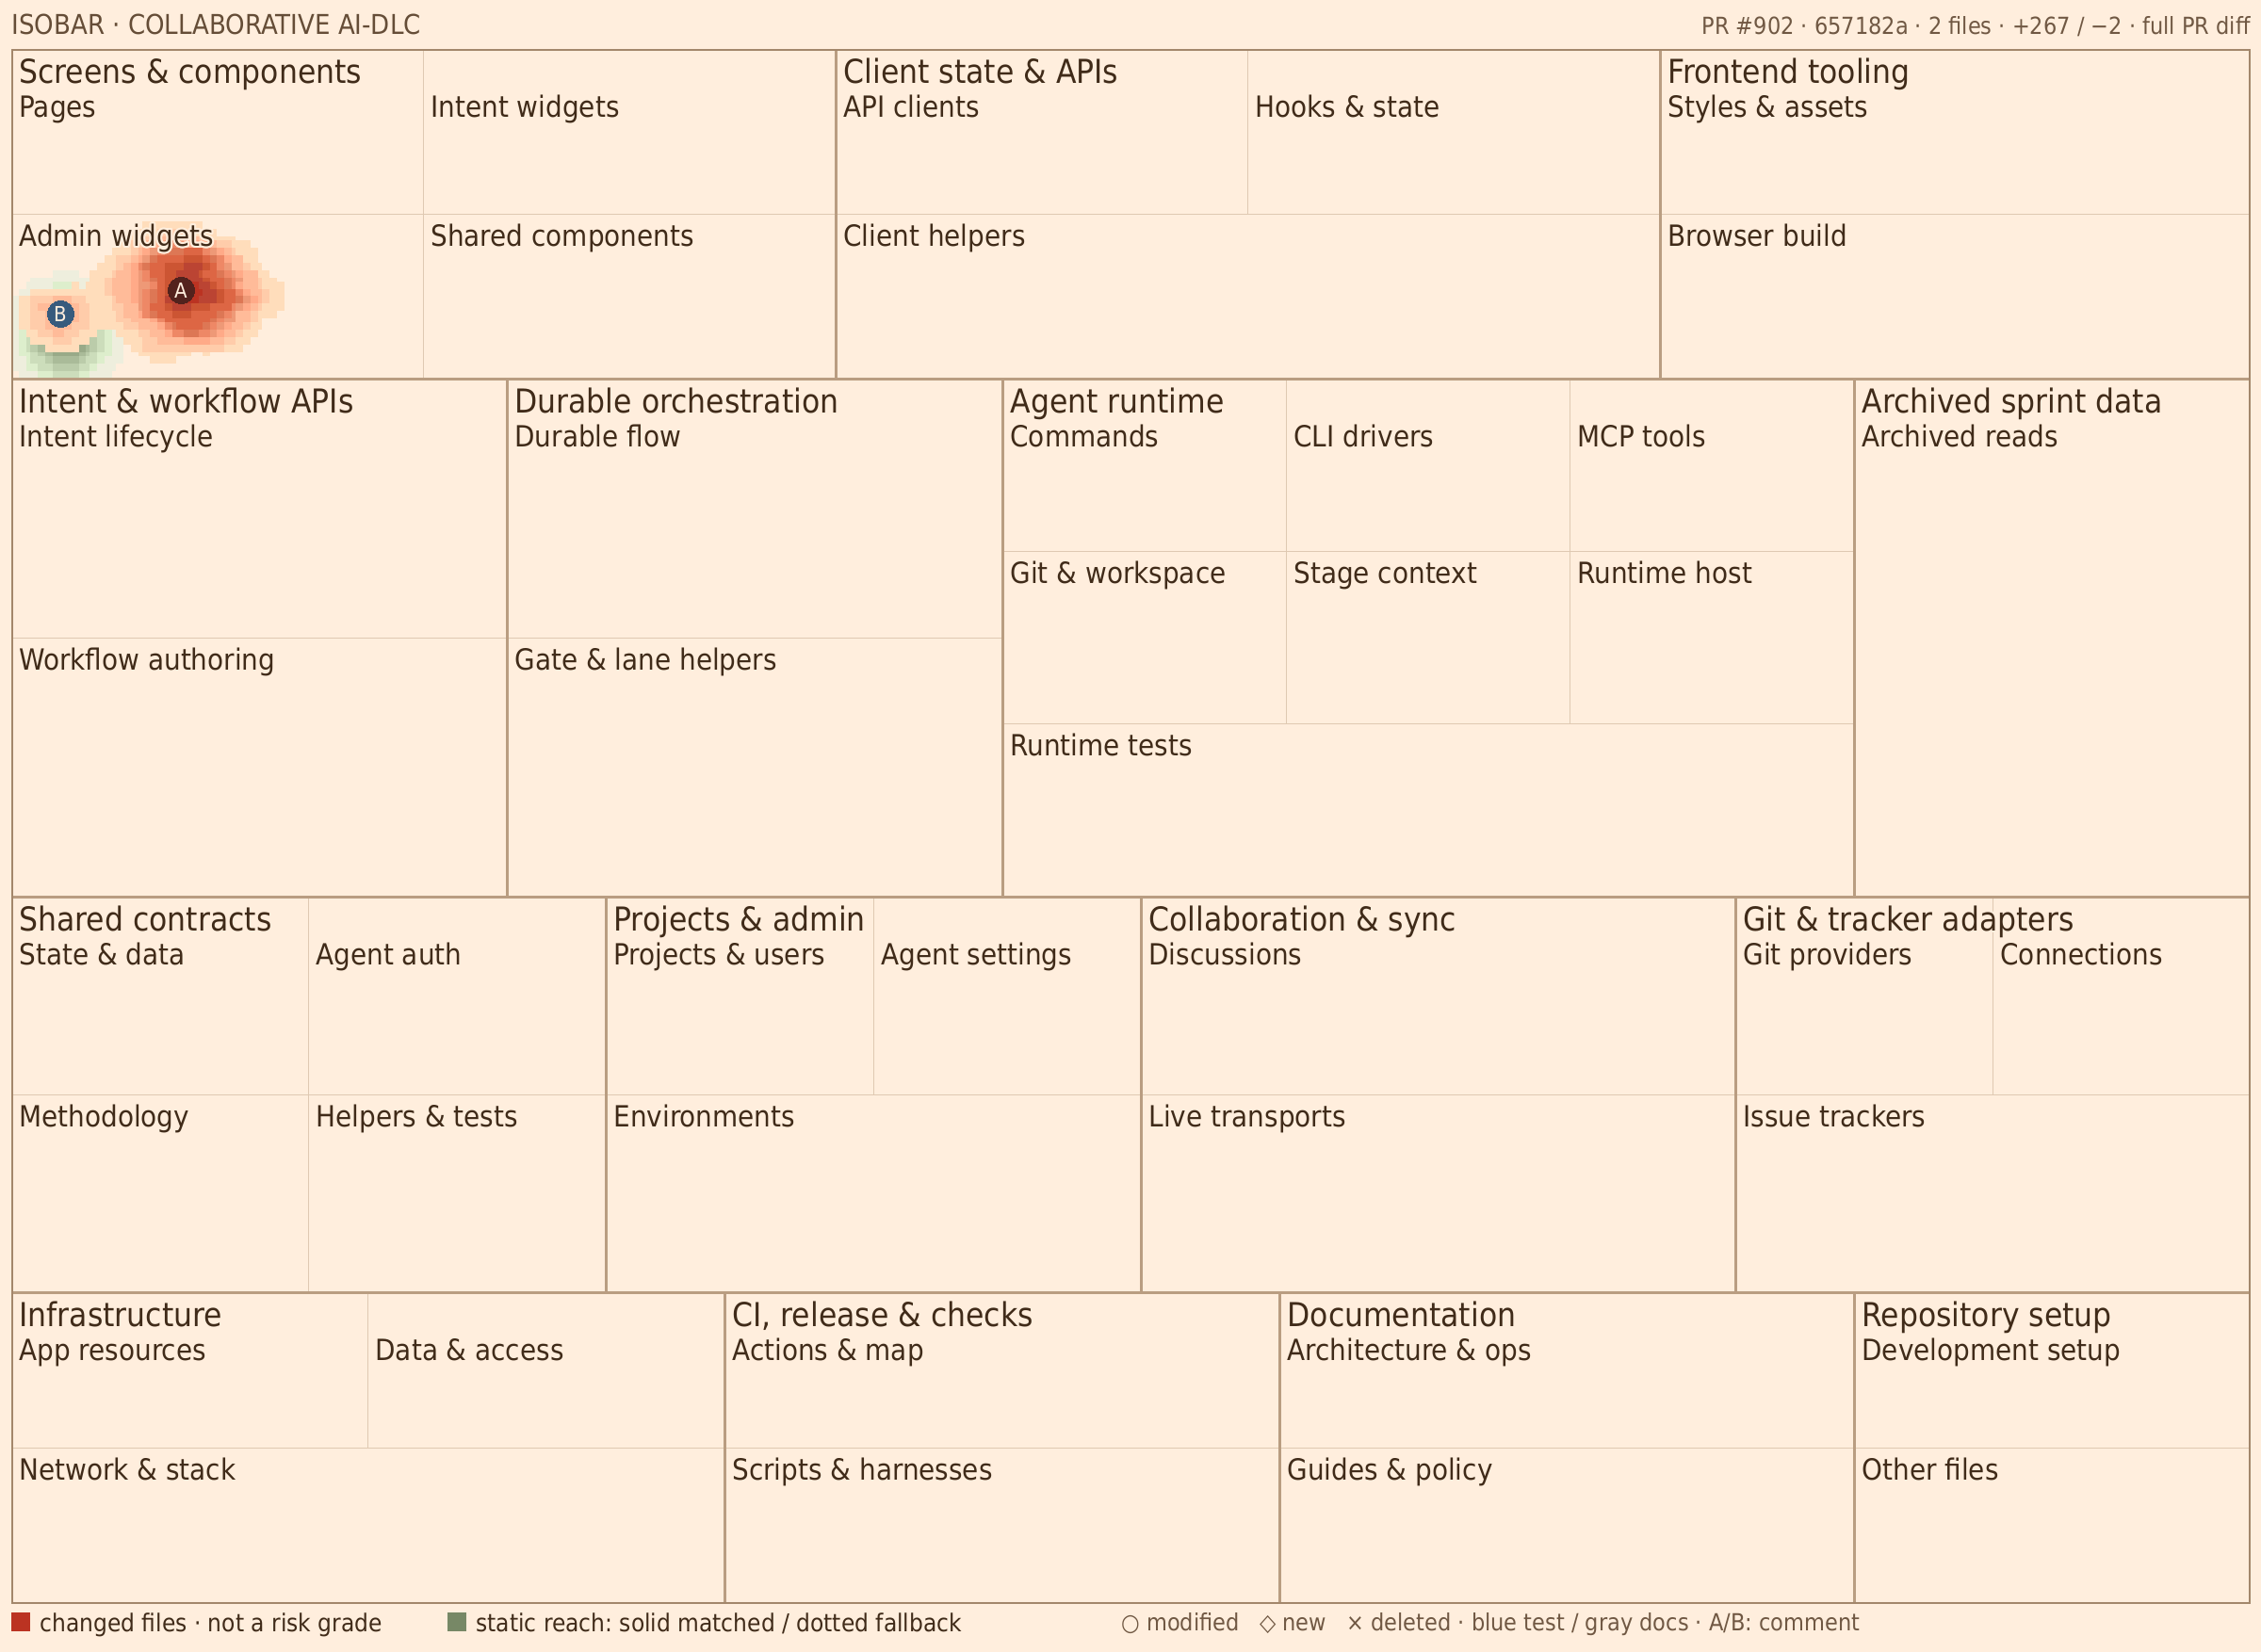 ISOBAR · COLLABORATIVE AI-DLC
PR #902 · 657182a · 2 files · +267 / −2 · full PR diff
Screens & components
Client state & APIs
Frontend tooling
Pages
Intent widgets
API clients
Hooks & state
Styles & assets
Admin widgets
Shared components
Client helpers
Browser build
A
B
Intent & workflow APIs
Durable orchestration
Agent runtime
Archived sprint data
Intent lifecycle
Durable flow
Commands
CLI drivers
MCP tools
Archived reads
Git & workspace
Stage context
Runtime host
Workflow authoring
Gate & lane helpers
Runtime tests
Shared contracts
Projects & admin
Collaboration & sync
Git & tracker adapters
State & data
Agent auth
Projects & users
Agent settings
Discussions
Git providers
Connections
Methodology
Helpers & tests
Environments
Live transports
Issue trackers
Infrastructure
CI, release & checks
Documentation
Repository setup
App resources
Data & access
Actions & map
Architecture & ops
Development setup
Network & stack
Scripts & harnesses
Guides & policy
Other files
changed files · not a risk grade
static reach: solid matched / dotted fallback
○ modified ◇ new × deleted · blue test / gray docs · A/B: comment